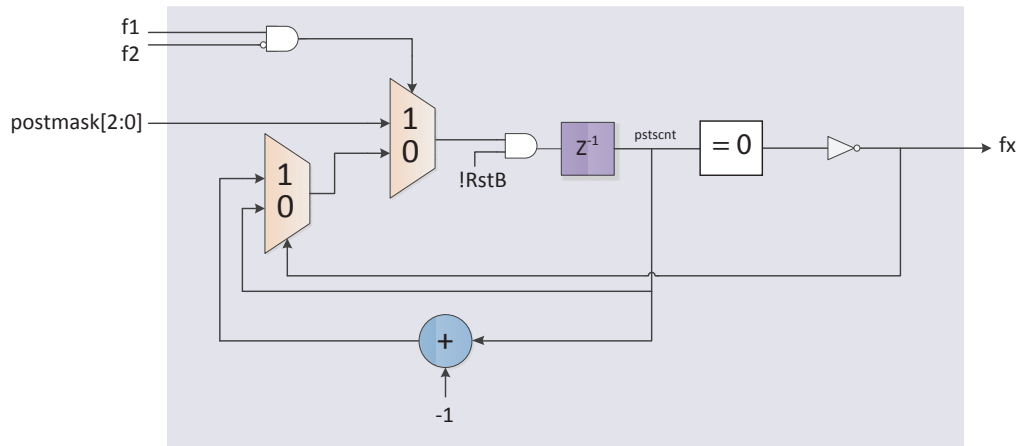 f1
f2
postmask[2:0]
1
0
1
0
!RstB
Z-1
pstscnt
= 0
fx
+
-1